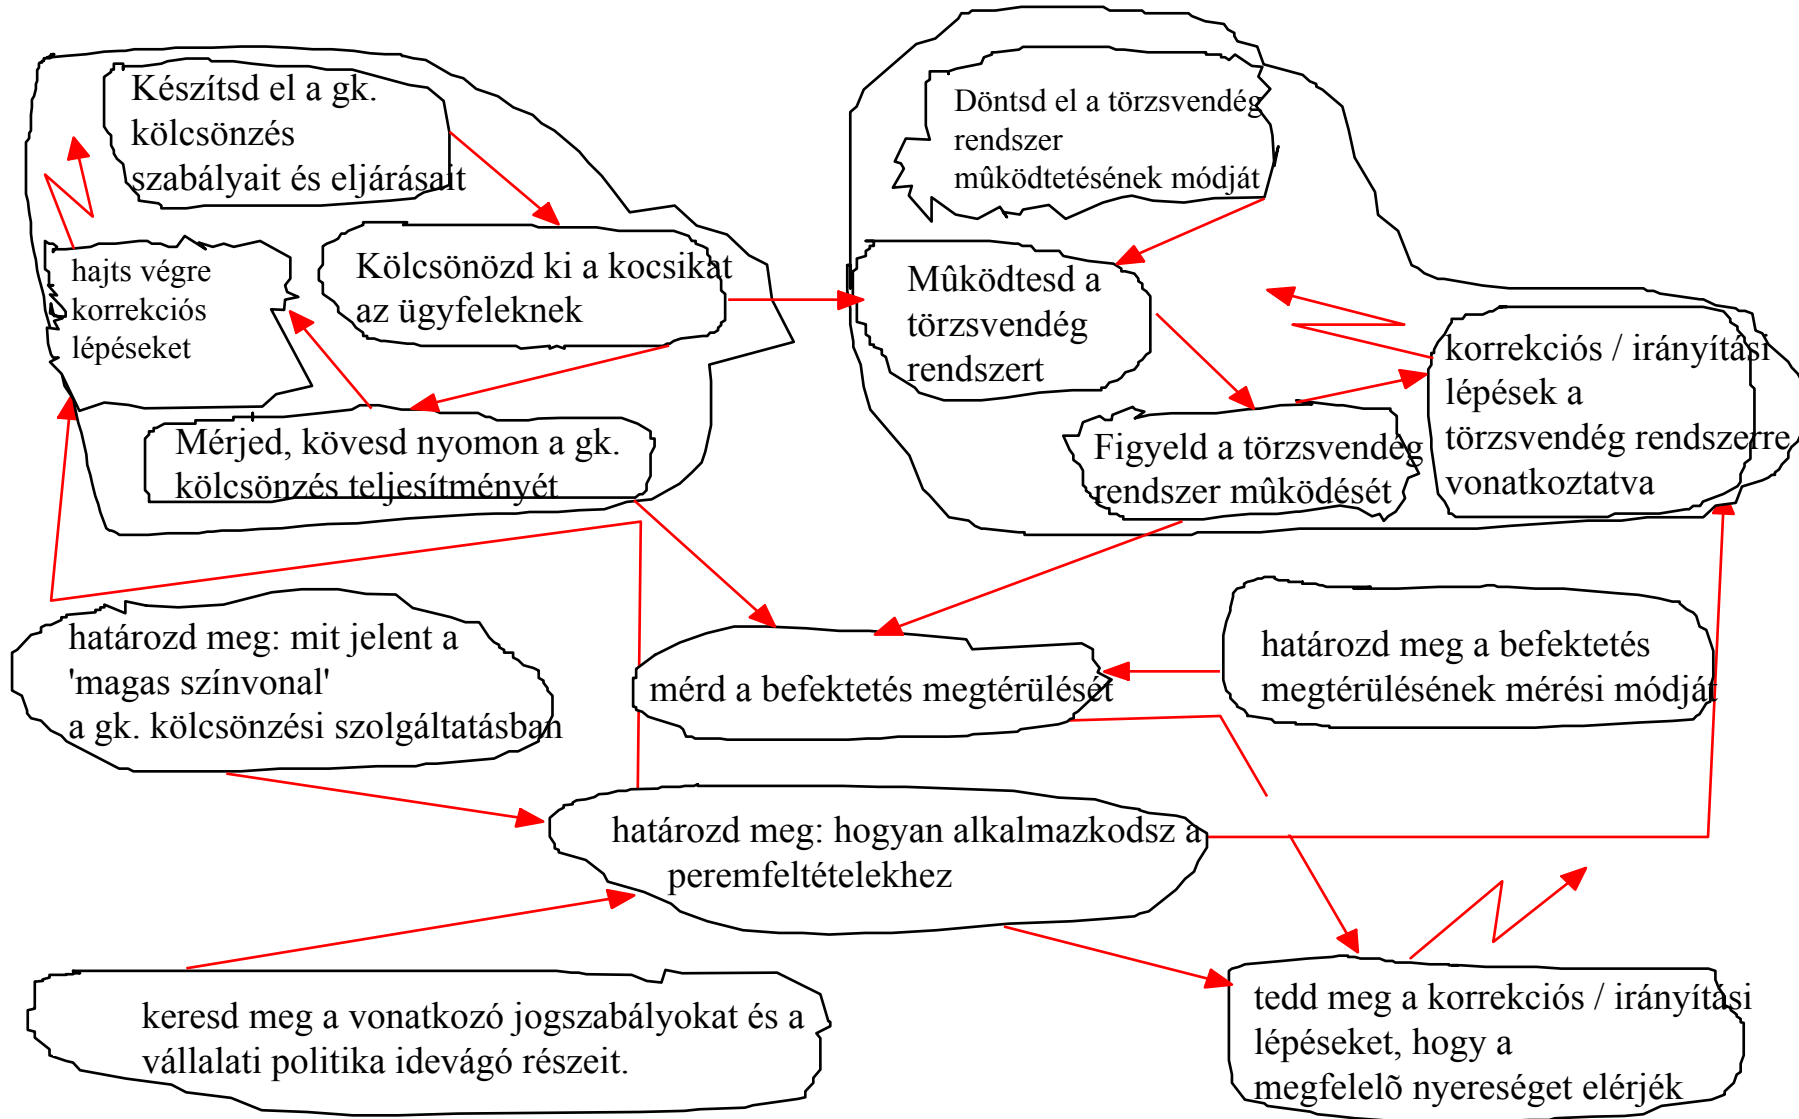 Készítsd el a gk.
kölcsönzés
szabályait és eljárásait
Döntsd el a törzsvendég
rendszer
mûködtetésének módját
hajts végre
korrekciós
lépéseket
Kölcsönözd ki a kocsikat
az ügyfeleknek
Mûködtesd a
törzsvendég
rendszert
korrekciós / irányítási
lépések a
törzsvendég rendszerre
vonatkoztatva
Mérjed, kövesd nyomon a gk.
kölcsönzés teljesítményét
Figyeld a törzsvendég
rendszer mûködését
határozd meg: mit jelent a
'magas színvonal'
a gk. kölcsönzési szolgáltatásban
mérd a befektetés megtérülését
határozd meg a befektetés
megtérülésének mérési módját
határozd meg: hogyan alkalmazkodsz a
peremfeltételekhez
keresd meg a vonatkozó jogszabályokat és a
vállalati politika idevágó részeit.
tedd meg a korrekciós / irányítási
lépéseket, hogy a
megfelelõ nyereséget elérjék